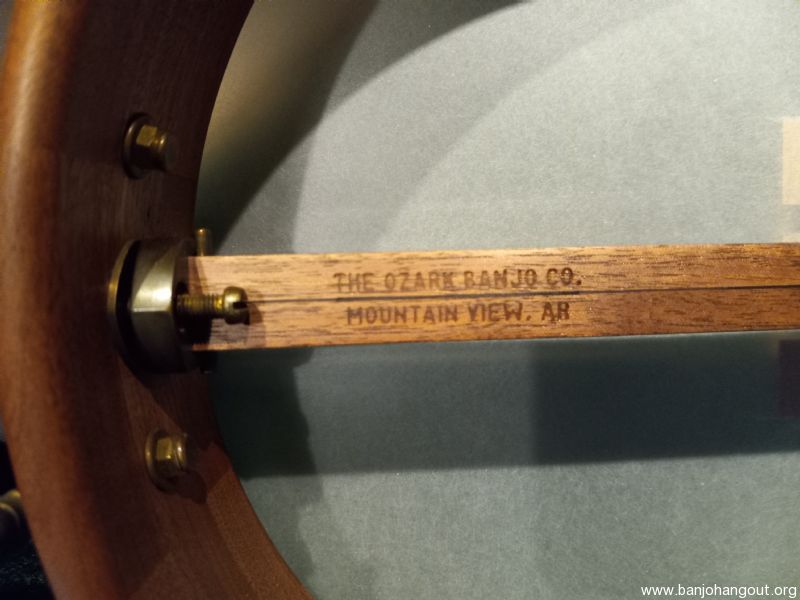 THE OZARK BANJO CO.
MOUNTAIN VIEW, AR
www.banjohangout.org